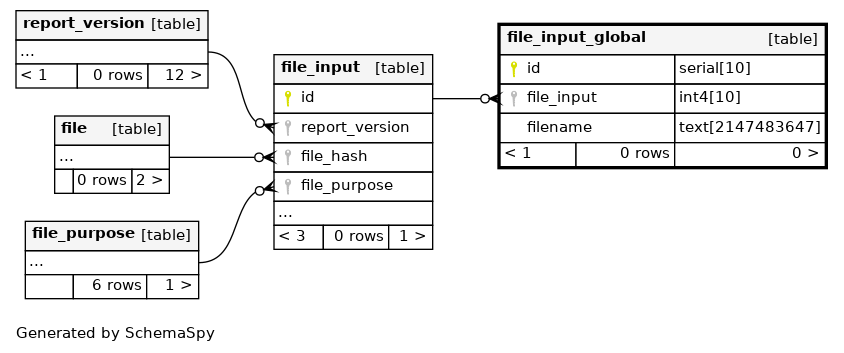 report_version [table]
...
< 1 0 rows 12 >
file [table]
...
0 rows 2 >
file_purpose [table]
...
6 rows 1 >
file_input [table]
id
report_version
file_hash
file_purpose
...
< 3 0 rows 1 >
file_input_global [table]
id serial[10]
file_input int4[10]
filename text[2147483647]
< 1 0 rows 0 >
Generated by SchemaSpy